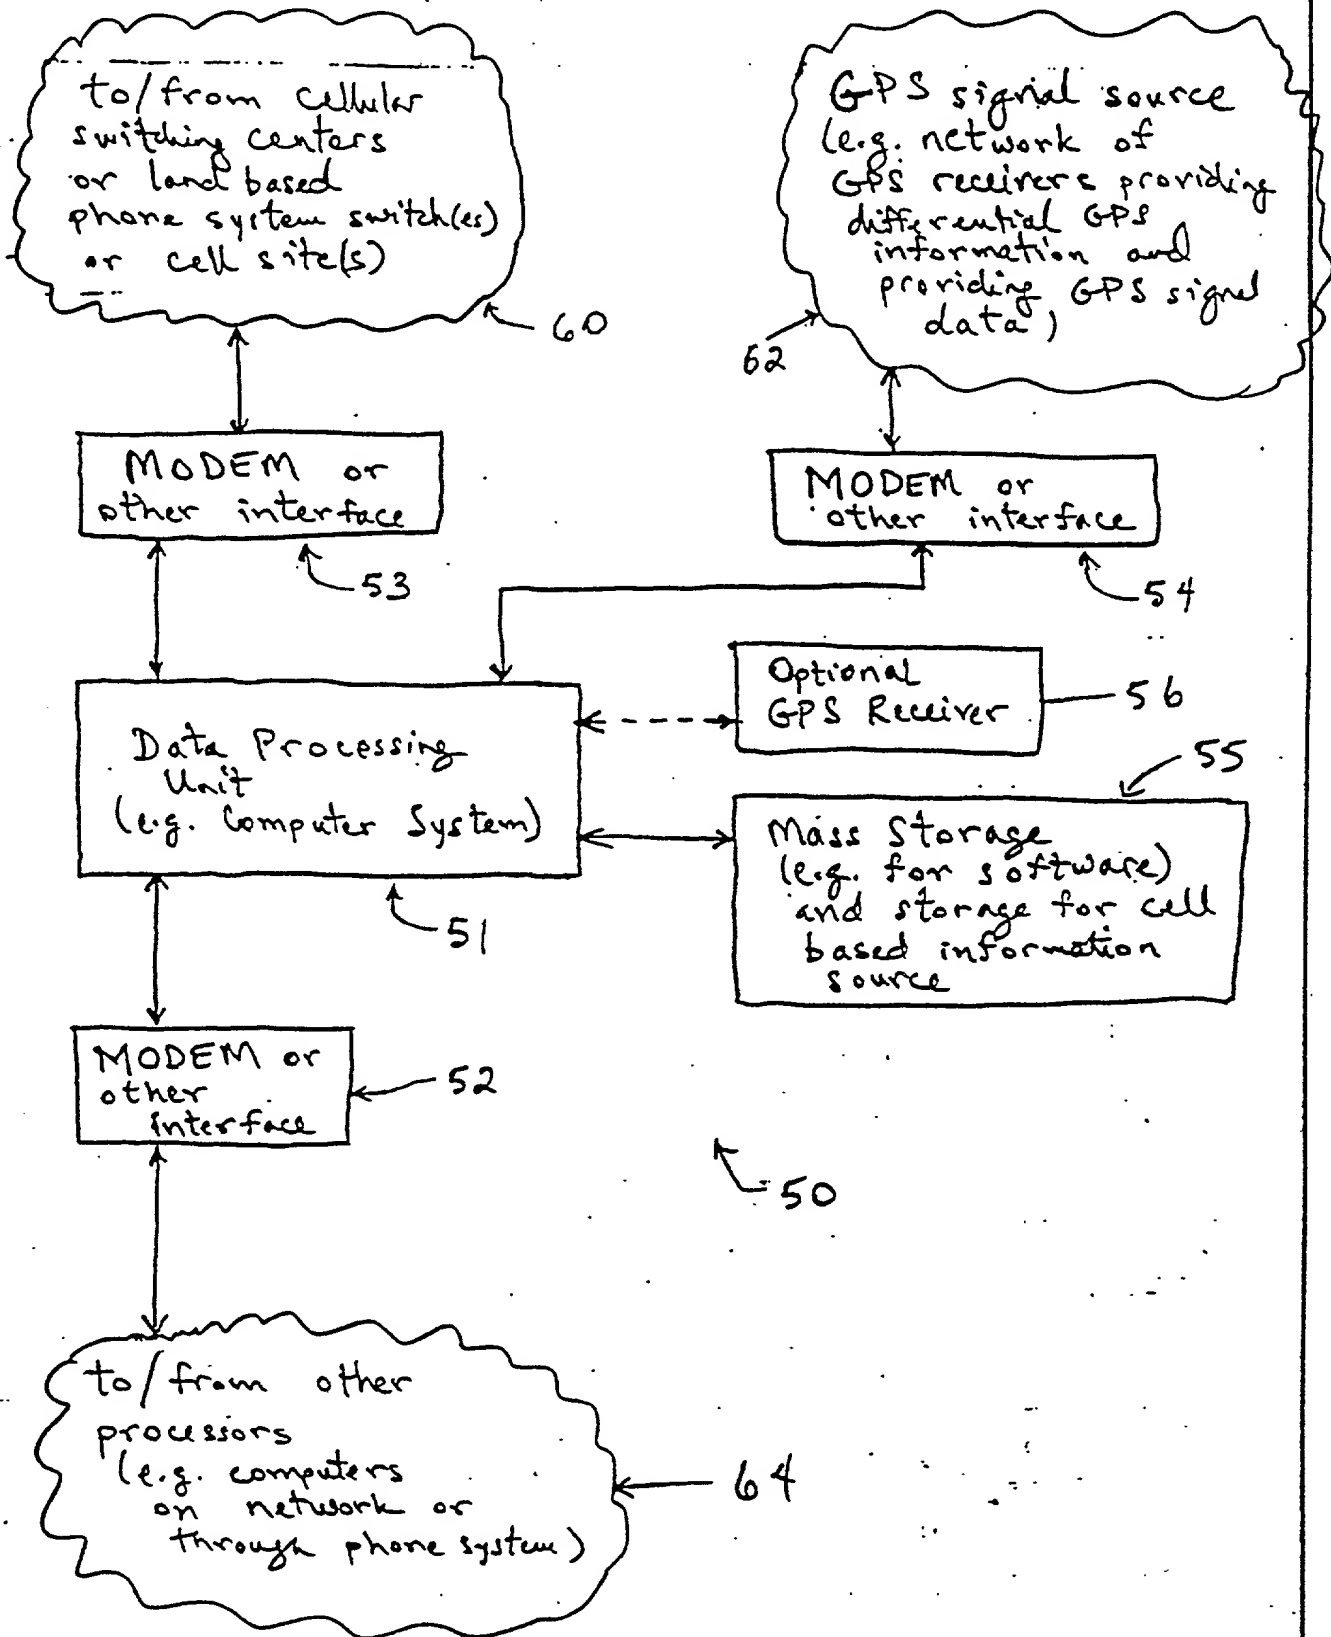 to/from cellular
switching centers
or land based
phone system switch(es)
or cell site(s)
60
GPS signal source
(e.g. network of
GPS receivers providing
differential GPS
information and
providing GPS signal
data)
62
MODEM or
other interface
53
MODEM or
other interface
54
Optional
GPS Receiver
56
Data Processing
Unit
(e.g. Computer System)
51
55
Mass Storage
(e.g. for software)
and storage for cell
based information
source
MODEM or
other
interface
52
50
to/from other
processors
(e.g. computers
on network or
through phone system)
64